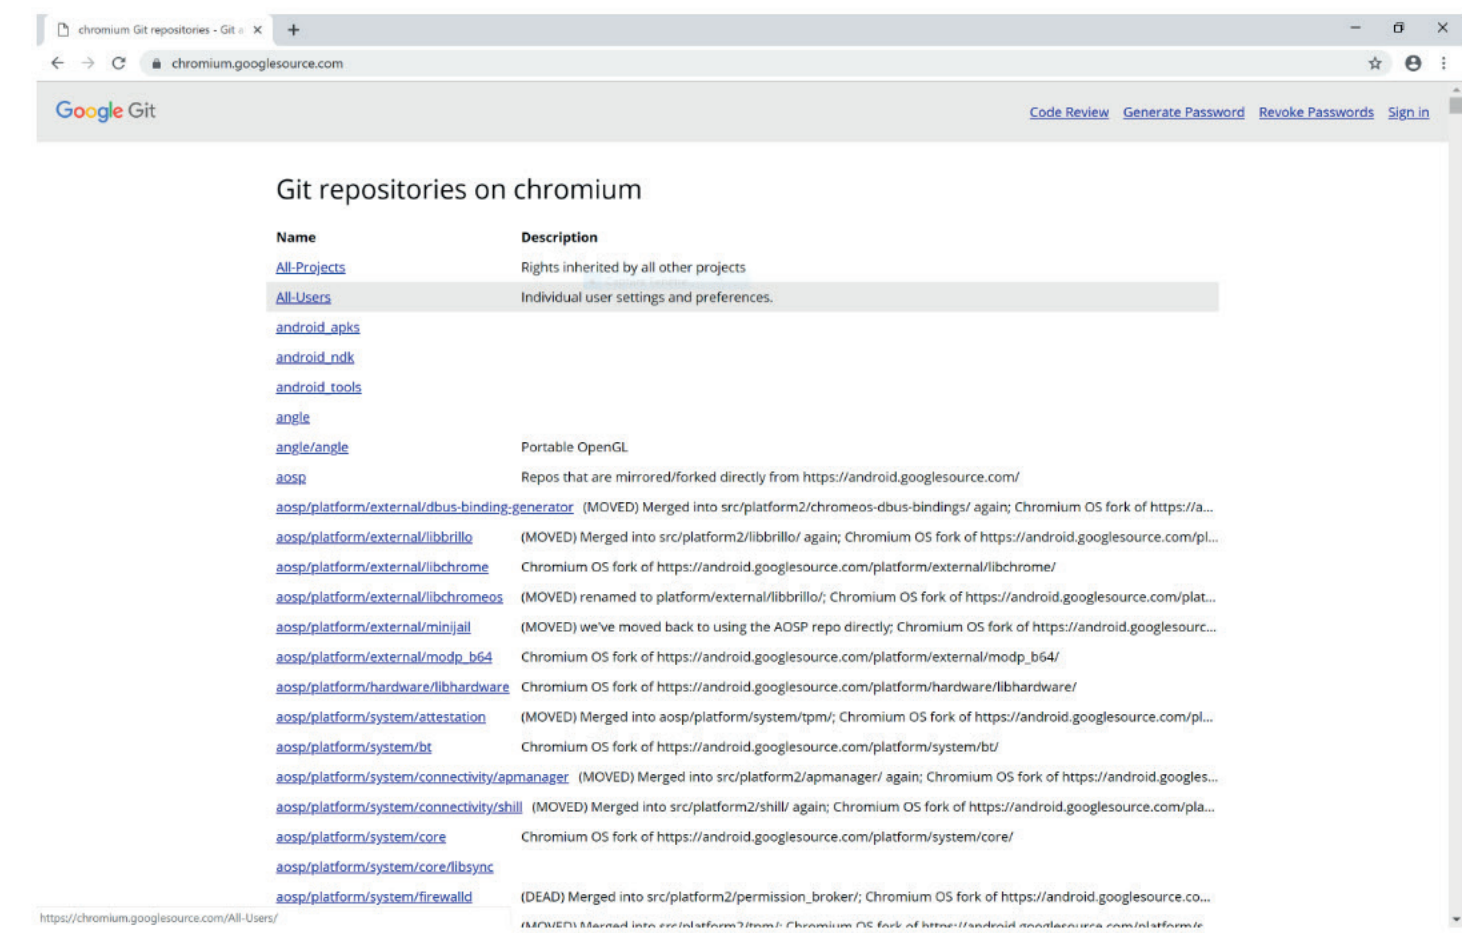 chromium Git repositories - Git
chromium.googlesource.com
Google Git
Code Review Generate Password Revoke Passwords Sign in
Git repositories on chromium
Name Description
All-Projects Rights inherited by all other projects
All-Users Individual user settings and preferences.
android_apks
android_ndk
android_tools
angle
angle/angle Portable OpenGL
aosp Repos that are mirrored/forked directly from https://android.googlesource.com/
aosp/platform/external/dbus-binding-generator (MOVED) Merged into src/platform2/chromeos-dbus-bindings/ again; Chromium OS fork of https://a...
aosp/platform/external/libbrillo (MOVED) Merged into src/platform2/libbrillo/ again; Chromium OS fork of https://android.googlesource.com/pl...
aosp/platform/external/libchrome Chromium OS fork of https://android.googlesource.com/platform/external/libchrome/
aosp/platform/external/libchromeos (MOVED) renamed to platform/external/libbrillo/; Chromium OS fork of https://android.googlesource.com/plat...
aosp/platform/external/minijail (MOVED) we've moved back to using the AOSP repo directly; Chromium OS fork of https://android.googlesourc...
aosp/platform/external/modp_b64 Chromium OS fork of https://android.googlesource.com/platform/external/modp_b64/
aosp/platform/hardware/libhardware Chromium OS fork of https://android.googlesource.com/platform/hardware/libhardware/
aosp/platform/system/attestation (MOVED) Merged into aosp/platform/system/tpm/; Chromium OS fork of https://android.googlesource.com/pl...
aosp/platform/system/bt Chromium OS fork of https://android.googlesource.com/platform/system/bt/
aosp/platform/system/connectivity/apmanager (MOVED) Merged into src/platform2/apmanager/ again; Chromium OS fork of https://android.googles...
aosp/platform/system/connectivity/shill (MOVED) Merged into src/platform2/shill/ again; Chromium OS fork of https://android.googlesource.com/pla...
aosp/platform/system/core Chromium OS fork of https://android.googlesource.com/platform/system/core/
aosp/platform/system/core/libsync
aosp/platform/system/firewalld (DEAD) Merged into src/platform2/permission_broker/; Chromium OS fork of https://android.googlesource.co...
https://chromium.googlesource.com/All-Users/
(MOVED) Merged into src/platform2/tpm/; Chromium OS fork of https://android.googlesource.com/platform/s...